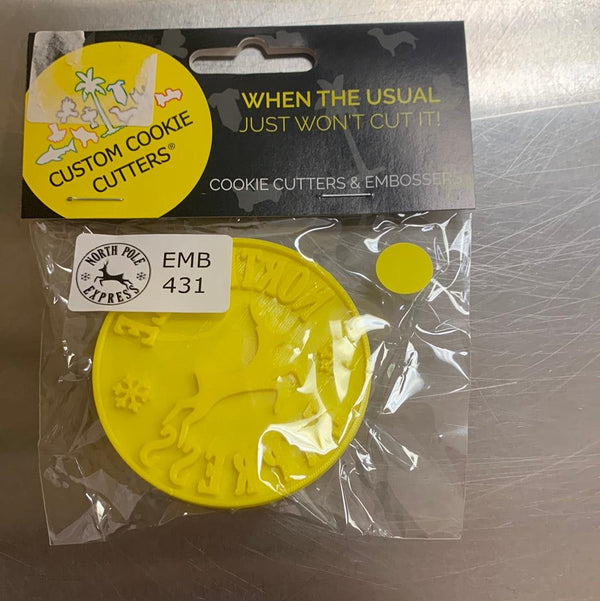 CUSTOM COOKIE
CUTTERS®
WHEN THE USUAL
JUST WON'T CUT IT!
COOKIE CUTTERS & EMBOSSERS
NORTH POLE
EXPRESS
EMB
431